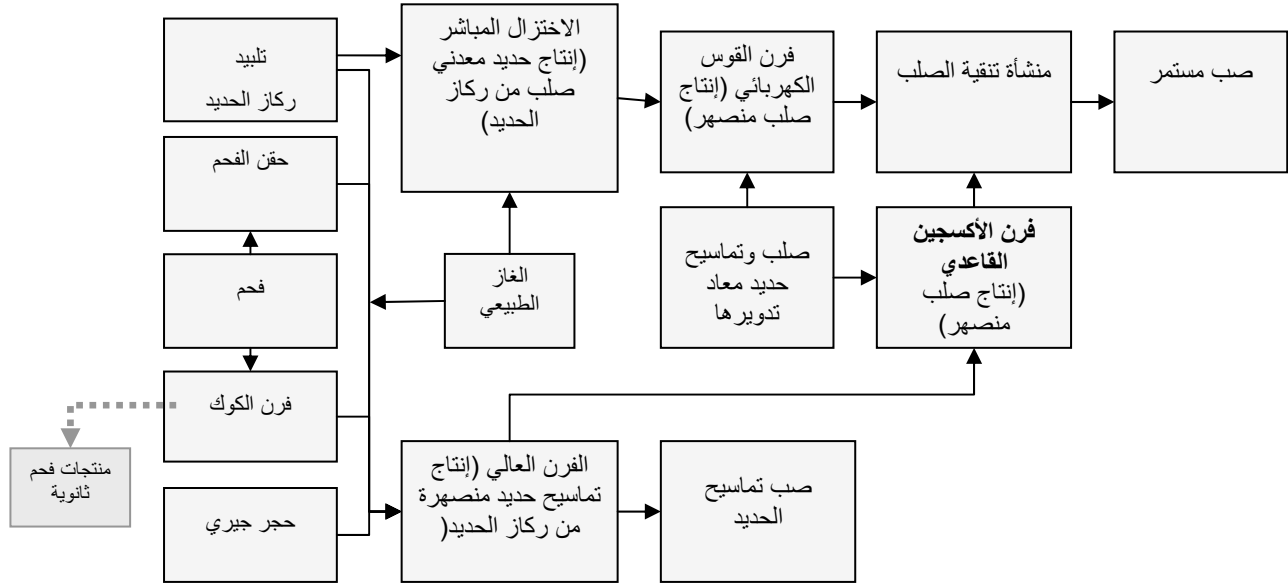 تلبيد
ركاز الحديد
الاختزال المباشر
(إنتاج حديد معدني
صلب من ركاز
الحديد)
فرن القوس
الكهربائي (إنتاج
صلب منصهر)
منشأة تنقية الصلب
صب مستمر
حقن الفحم
فحم
الغاز
الطبيعي
صلب وتماسيح
حديد معاد
تدويرها
فرن الأكسجين
القاعدي
(إنتاج صلب
منصهر)
فرن الكوك
منتجات فحم
ثانوية
حجر جيري
الفرن العالي (إنتاج
تماسيح حديد منصهرة
من ركاز الحديد(
صب تماسيح
الحديد